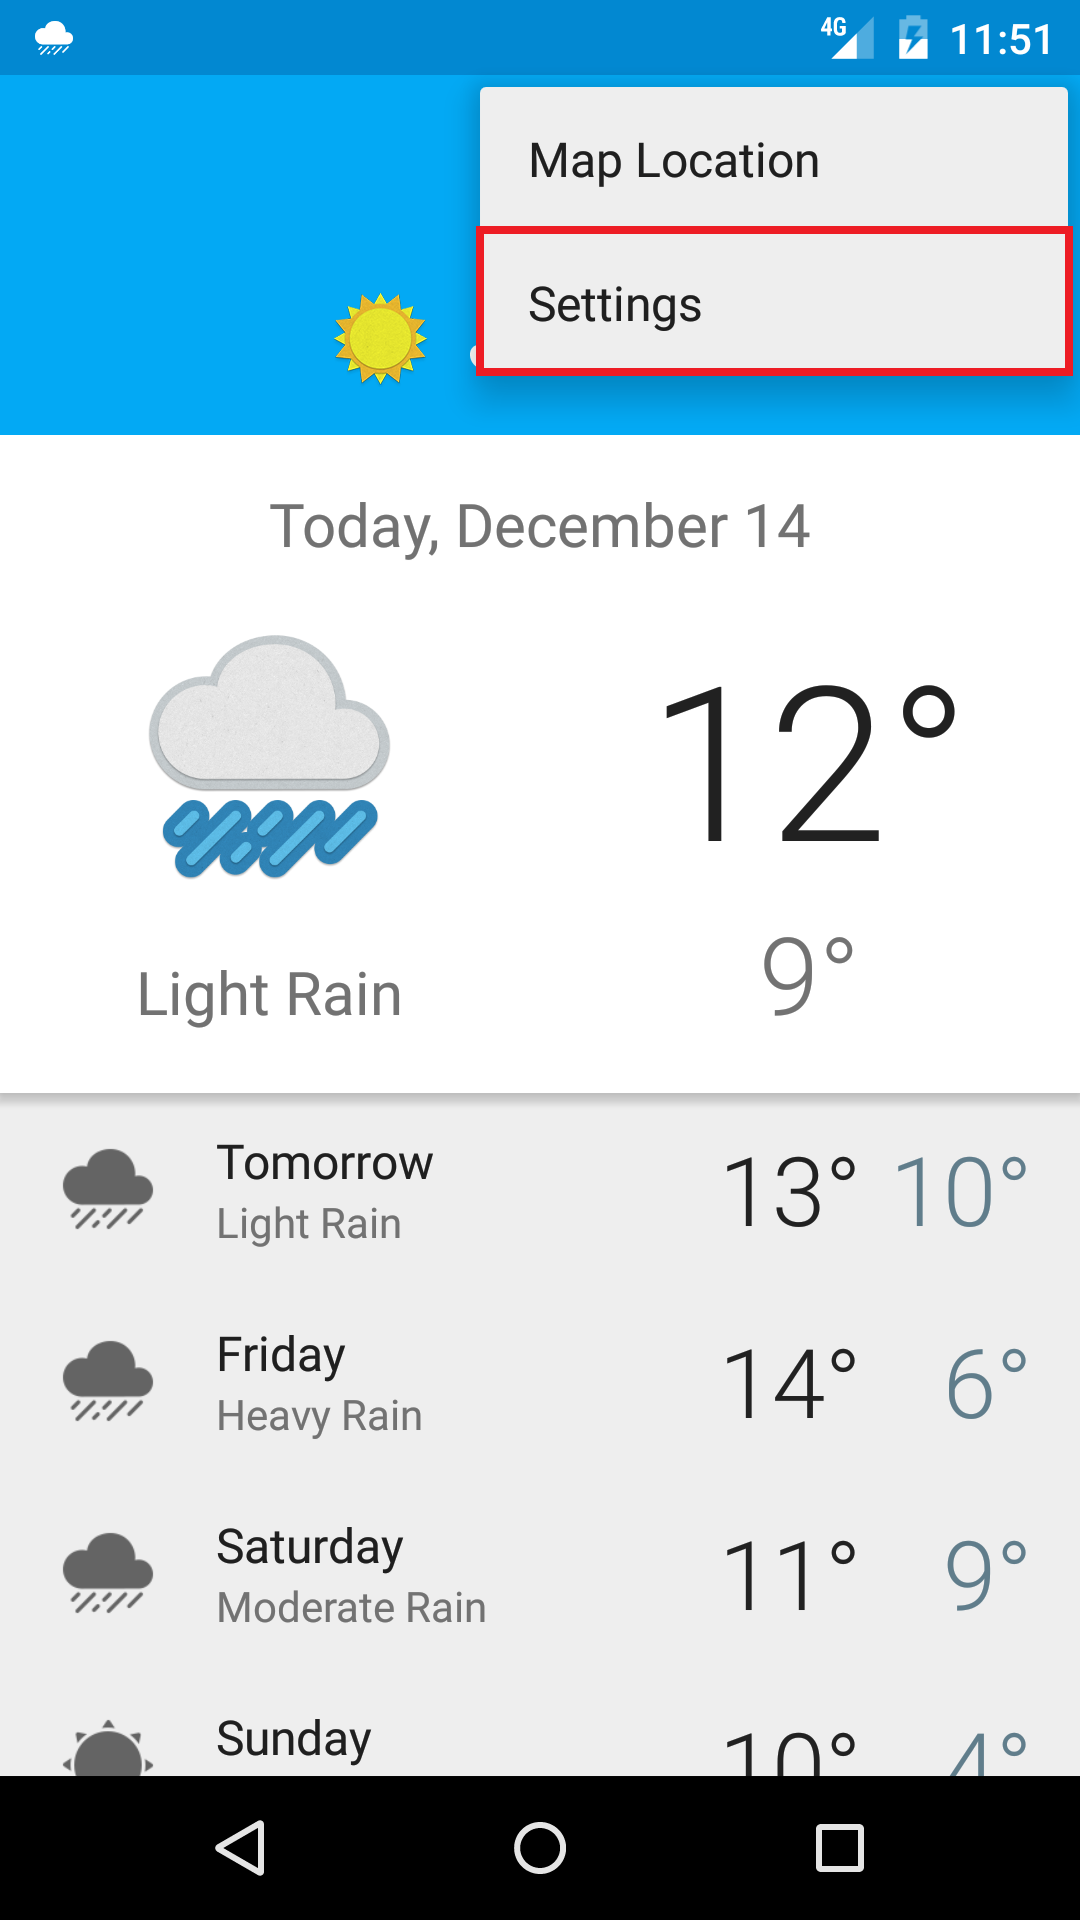 4G 11:51
Map Location
Settings
Today, December 14
12°
Light Rain 9°
Tomorrow
Light Rain
13° 10°
Friday
Heavy Rain
14° 6°
Saturday
Moderate Rain
11° 9°
Sunday
10° 4°